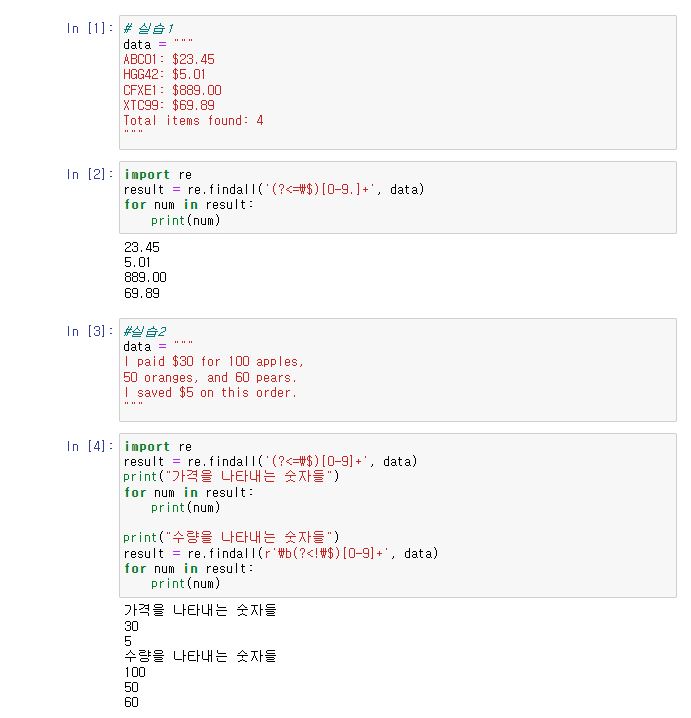 In [1]: # 실습1
data = """
ABC01: $23.45
HGG42: $5.01
CFXE1: $889.00
XTC99: $69.89
Total items found: 4
"""
In [2]: import re
result = re.findall('(?<=₩$)[0-9.]+', data)
for num in result:
    print(num)
23.45
5.01
889.00
69.89
In [3]: #실습2
data = """
I paid $30 for 100 apples,
50 oranges, and 60 pears.
I saved $5 on this order.
"""
In [4]: import re
result = re.findall('(?<=₩$)[0-9]+', data)
print("가격을 나타내는 숫자들")
for num in result:
    print(num)
print("수량을 나타내는 숫자들")
result = re.findall(r'₩b(?<!₩$)[0-9]+', data)
for num in result:
    print(num)
가격을 나타내는 숫자들
30
5
수량을 나타내는 숫자들
100
50
60